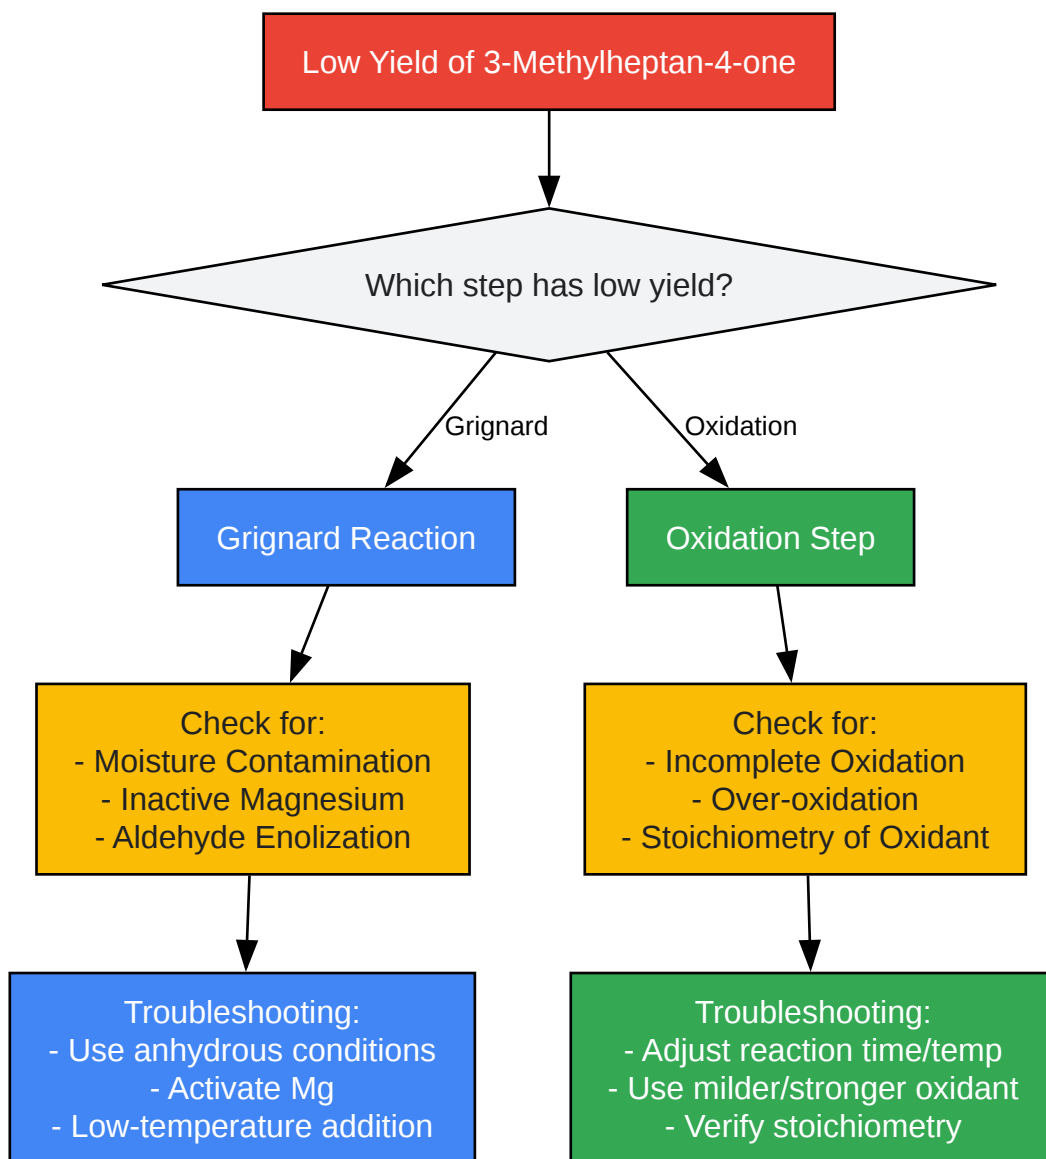 Low Yield of 3-Methylheptan-4-one
Which step has low yield?
Grignard
Oxidation
Grignard Reaction
Oxidation Step
Check for:
- Moisture Contamination
- Inactive Magnesium
- Aldehyde Enolization
Check for:
- Incomplete Oxidation
- Over-oxidation
- Stoichiometry of Oxidant
Troubleshooting:
- Use anhydrous conditions
- Activate Mg
- Low-temperature addition
Troubleshooting:
- Adjust reaction time/temp
- Use milder/stronger oxidant
- Verify stoichiometry